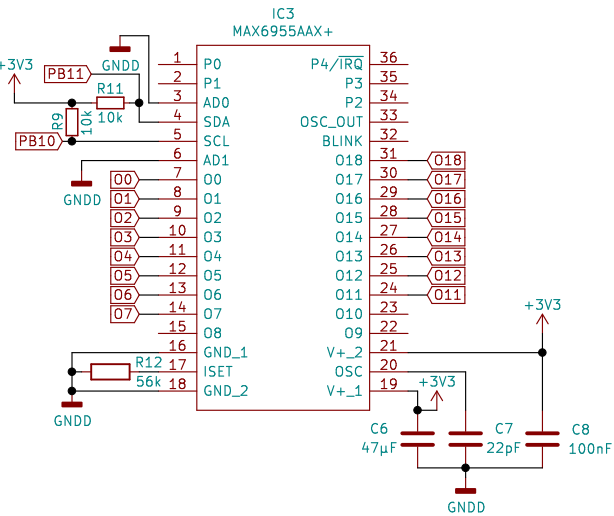 IC3
MAX6955AAX+
GNDD
+3V3
PB11
R11
10k
R9
10k
PB10
GNDD
1 P0 P4/IRQ 36
2 P1 P3 35
3 AD0 P2 34
4 SDA OSC_OUT 33
5 SCL BLINK 32
6 AD1 O18 31 O18
O0 7 O0 O17 30 O17
O1 8 O1 O16 29 O16
O2 9 O2 O15 28 O15
O3 10 O3 O14 27 O14
O4 11 O4 O13 26 O13
O5 12 O5 O12 25 O12
O6 13 O6 O11 24 O11
O7 14 O7 O10 23
15 O8 O9 22
16 GND_1 V+_2 21
17 ISET OSC 20
18 GND_2 V+_1 19
R12
56k
GNDD
+3V3
+3V3
C6
47µF
C7
22pF
C8
100nF
GNDD